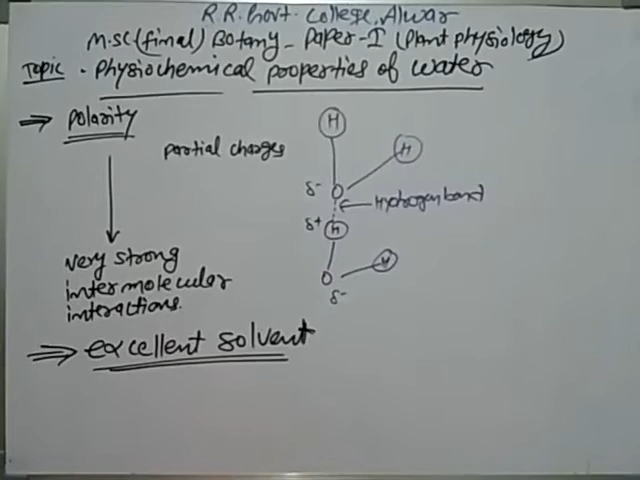 R.R. Govt. College, Alwar
M.SC (final) Botany - Paper-I (Plant physiology)
Topic - Physiochemical properties of water
⇒ Polarity
partial charges
H
H
δ- O
Hydrogen bond
δ+ H
O H
δ-
very strong
intermolecular
interactions.
⇒ excellent solvent